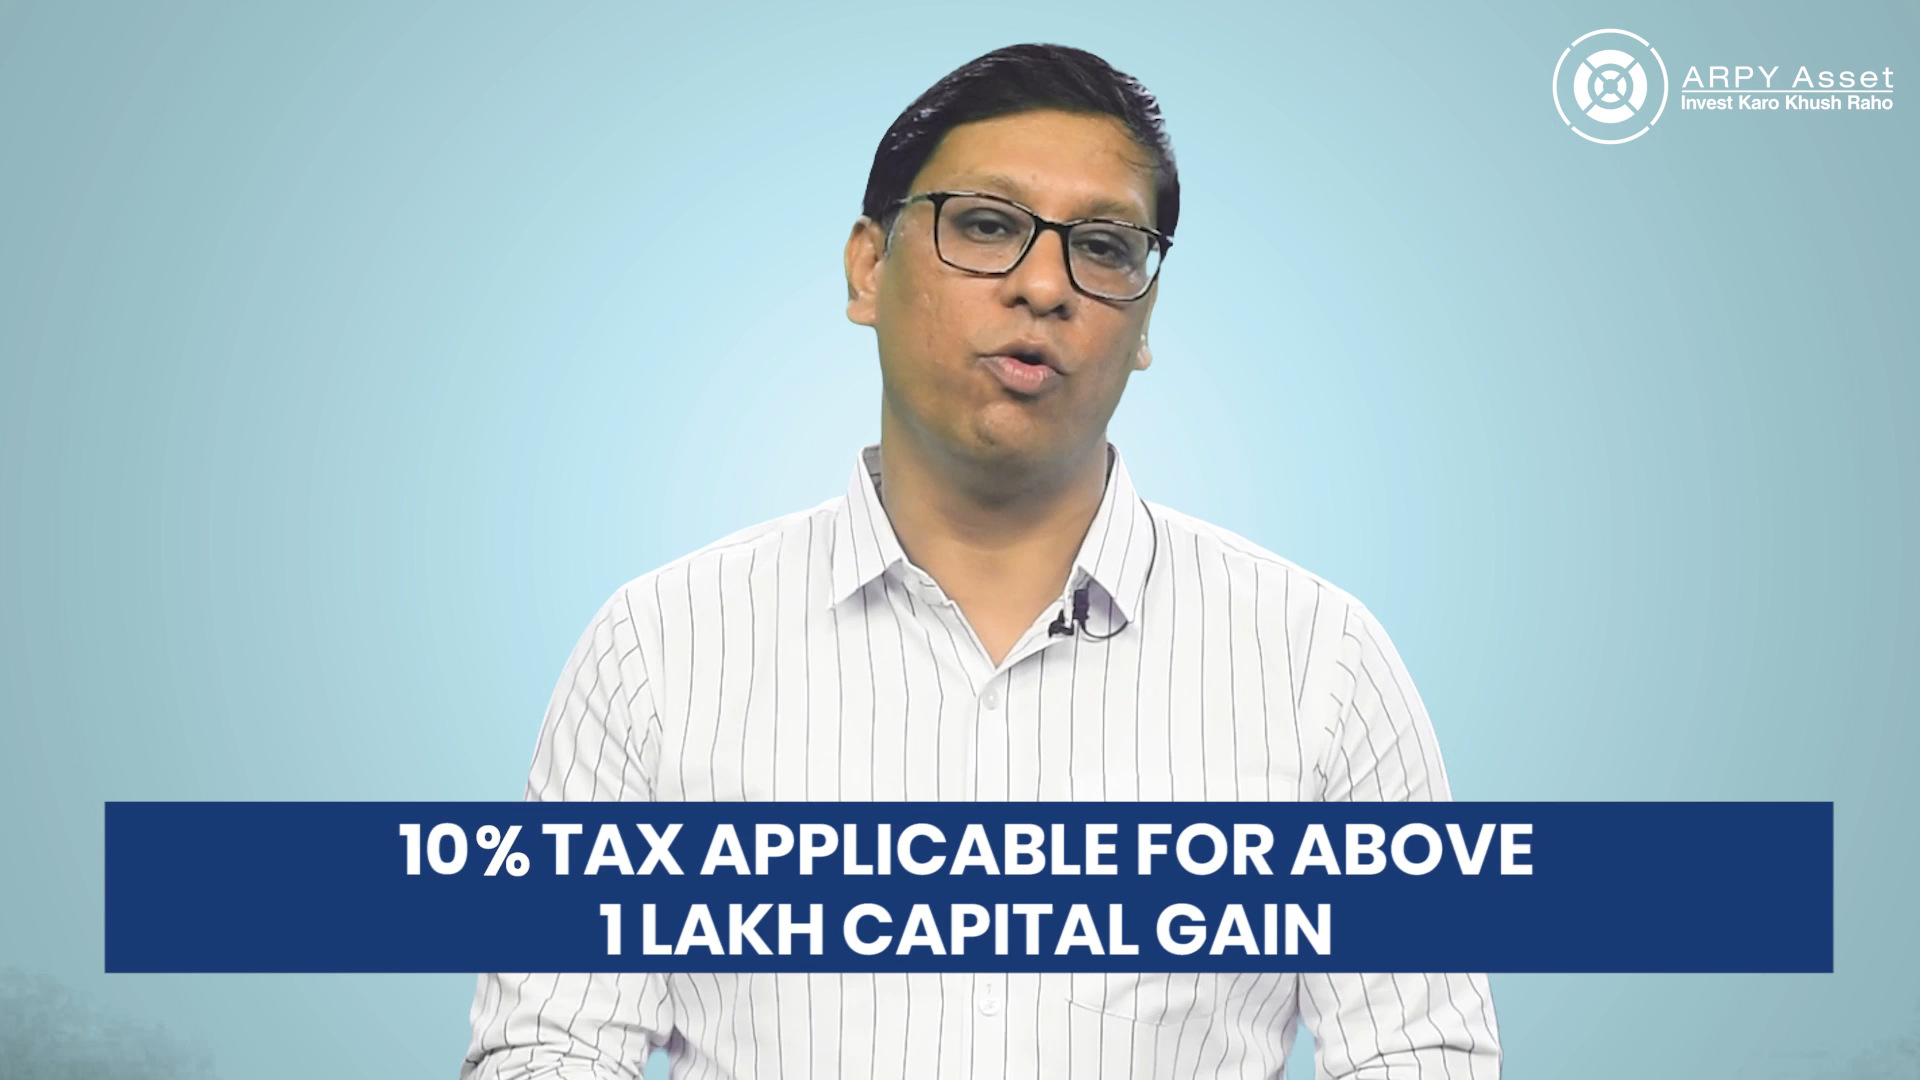 ARPY Asset
Invest Karo Khush Raho
10% TAX APPLICABLE FOR ABOVE
1 LAKH CAPITAL GAIN